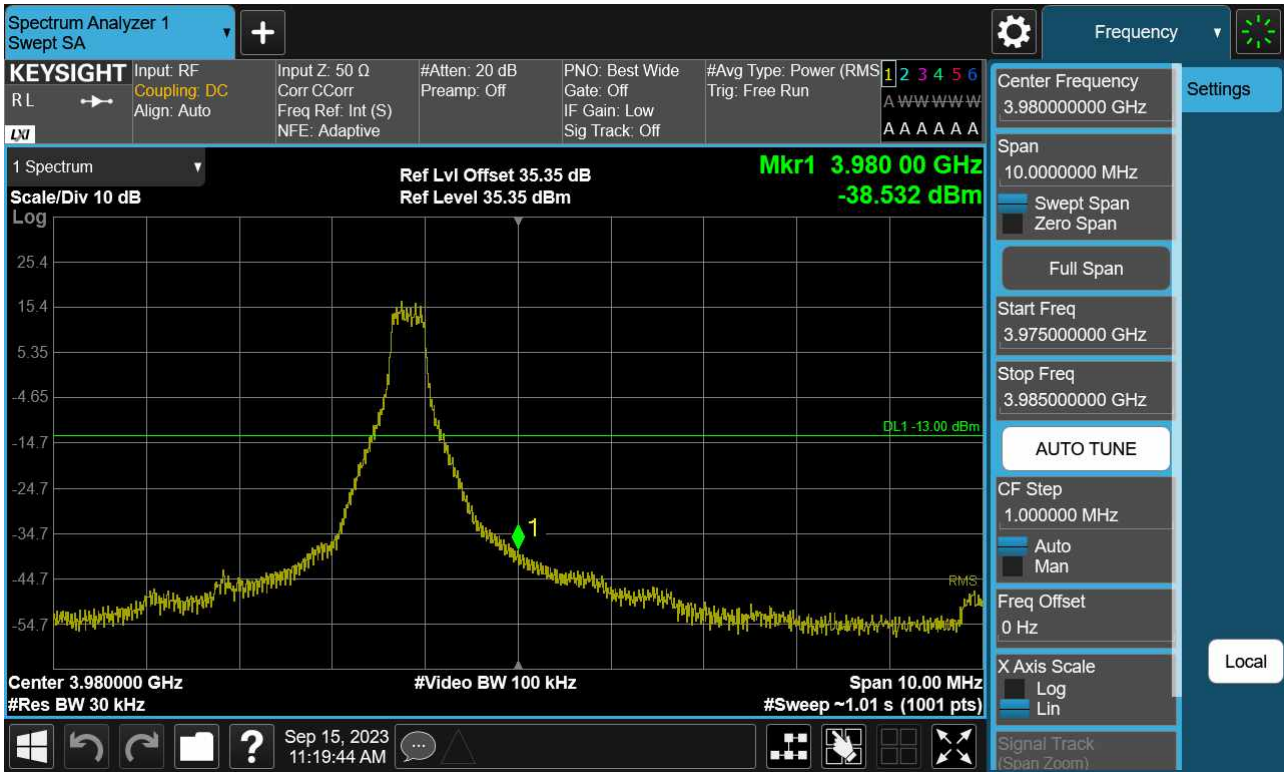 Spectrum Analyzer 1
Swept SA
+
Frequency
KEYSIGHT
R L
LXI
Input: RF
Coupling: DC
Align: Auto
Input Z: 50 Ω
Corr CCorr
Freq Ref: Int (S)
NFE: Adaptive
#Atten: 20 dB
Preamp: Off
PNO: Best Wide
Gate: Off
IF Gain: Low
Sig Track: Off
#Avg Type: Power (RMS
Trig: Free Run
1 2 3 4 5 6
A W W W W W
A A A A A A
1 Spectrum
Scale/Div 10 dB
Log
Ref Lvl Offset 35.35 dB
Ref Level 35.35 dBm
Mkr1 3.980 00 GHz
-38.532 dBm
25.4
15.4
5.35
-4.65
-14.7
-24.7
-34.7
-44.7
-54.7
DL1 -13.00 dBm
1
RMS
Center 3.980000 GHz
#Res BW 30 kHz
#Video BW 100 kHz
Span 10.00 MHz
#Sweep ~1.01 s (1001 pts)
Center Frequency
3.980000000 GHz
Span
10.0000000 MHz
Swept Span
Zero Span
Full Span
Start Freq
3.975000000 GHz
Stop Freq
3.985000000 GHz
AUTO TUNE
CF Step
1.000000 MHz
Auto
Man
Freq Offset
0 Hz
X Axis Scale
Log
Lin
Signal Track
(Span Zoom)
Settings
Local
?
Sep 15, 2023
11:19:44 AM